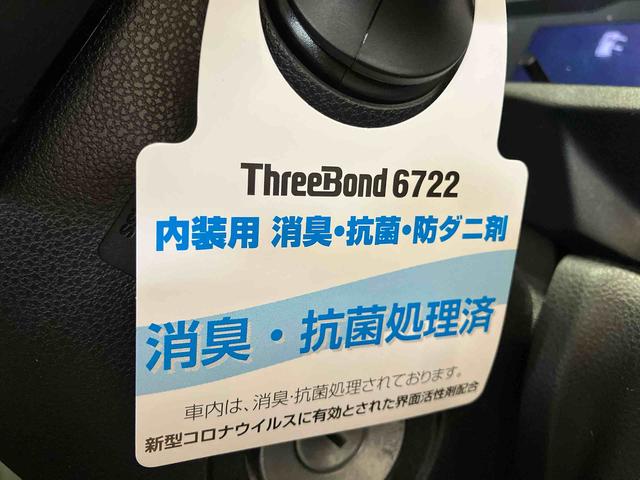 ThreeBond 6722
内装用 消臭・抗菌・防ダニ剤
消臭・抗菌処理済
車内は、消臭・抗菌処理されております。
新型コロナウイルスに有効とされた界面活性剤配合